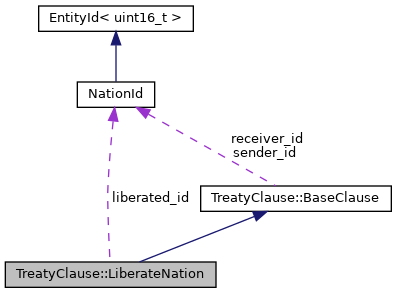 EntityId< uint16_t >
NationId
receiver_id
sender_id
liberated_id
TreatyClause::BaseClause
TreatyClause::LiberateNation